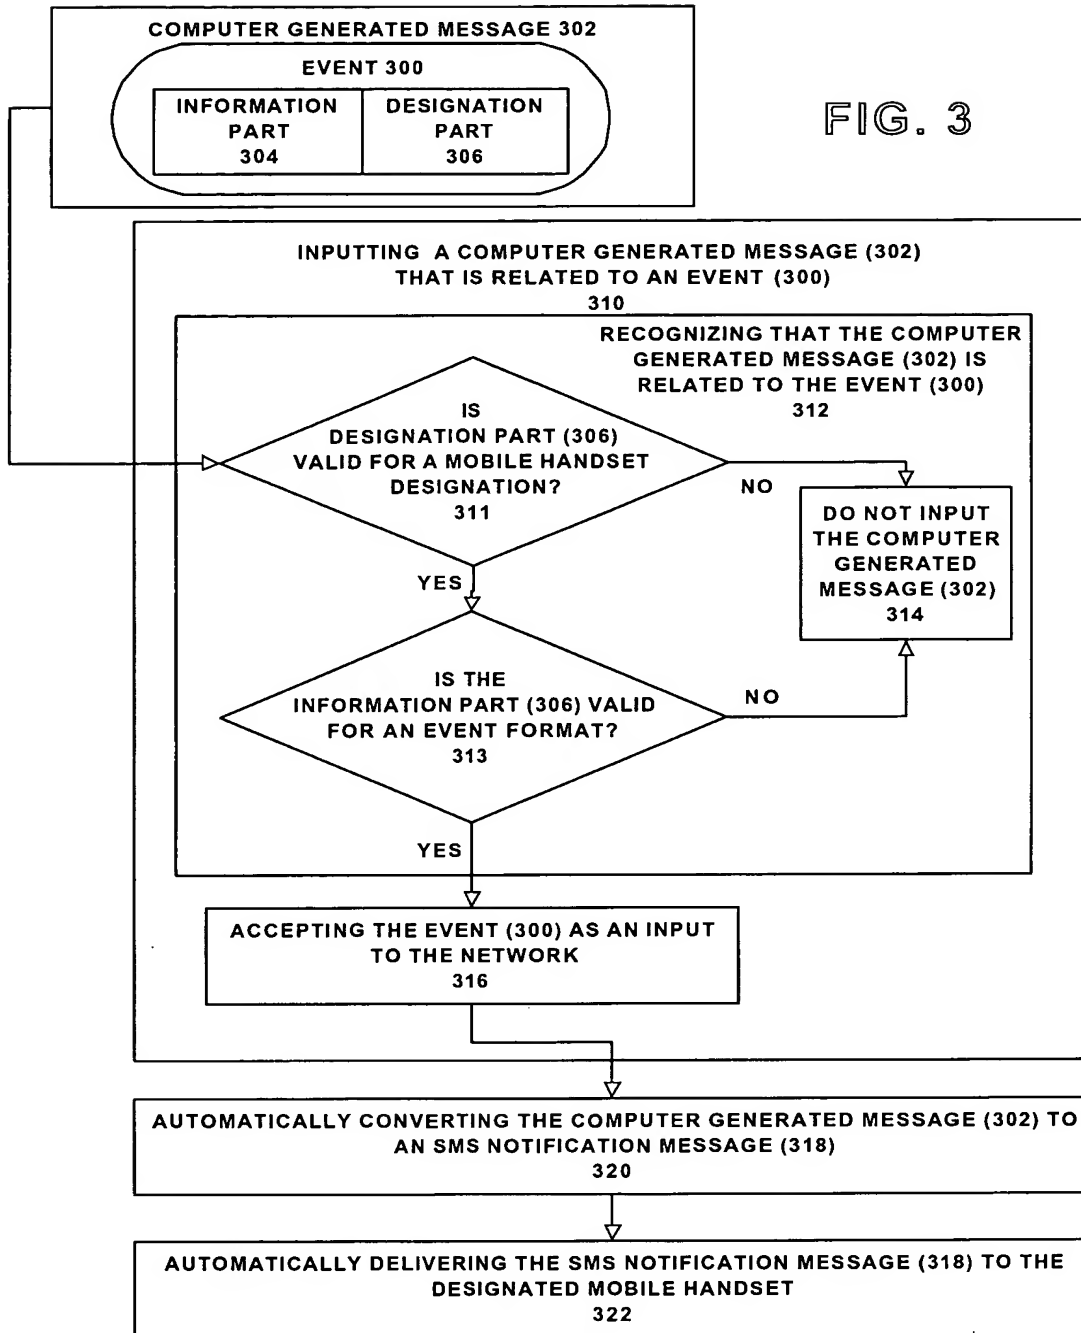 COMPUTER GENERATED MESSAGE 302
EVENT 300
INFORMATION
PART
304
DESIGNATION
PART
306
FIG. 3
INPUTTING A COMPUTER GENERATED MESSAGE (302)
THAT IS RELATED TO AN EVENT (300)
310
RECOGNIZING THAT THE COMPUTER
GENERATED MESSAGE (302) IS
RELATED TO THE EVENT (300)
312
IS
DESIGNATION PART (306)
VALID FOR A MOBILE HANDSET
DESIGNATION?
311
NO
DO NOT INPUT
THE COMPUTER
GENERATED
MESSAGE (302)
314
YES
IS THE
INFORMATION PART (306) VALID
FOR AN EVENT FORMAT?
313
NO
YES
ACCEPTING THE EVENT (300) AS AN INPUT
TO THE NETWORK
316
AUTOMATICALLY CONVERTING THE COMPUTER GENERATED MESSAGE (302) TO
AN SMS NOTIFICATION MESSAGE (318)
320
AUTOMATICALLY DELIVERING THE SMS NOTIFICATION MESSAGE (318) TO THE
DESIGNATED MOBILE HANDSET
322